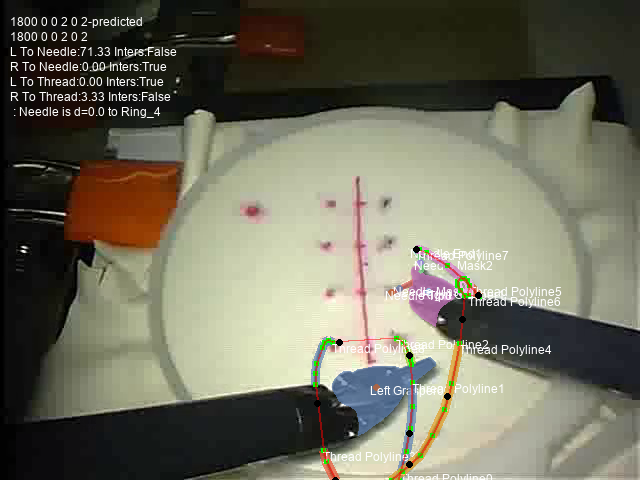 1800 0 0 2 0 2-predicted
1800 0 0 2 0 2
L To Needle:71.33 Inters:False
R To Needle:0.00 Inters:True
L To Thread:0.00 Inters:True
R To Thread:3.33 Inters:False
: Needle is d=0.0 to Ring_4
Thread Polyline7
Mask2
Thread Polyline5
Thread Polyline6
Thread Polyline2
Thread Polyline4
Left
Thread Polyline1
Thread
Thread Polyline0